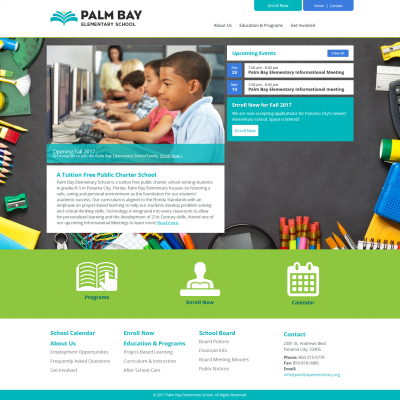 PALM BAY
ELEMENTARY SCHOOL
Enroll Now
Home | Contact
About Us
Education & Programs
Get Involved
Upcoming Events
View All
7:00 pm - 8:00 pm
23
Palm Bay Elementary Informational Meeting
7:00 pm - 8:00 pm
14
Palm Bay Elementary Informational meeting
Enroll Now for Fall 2017
We are now accepting applications for Panama City's newest
elementary school. Space is limited!
Enroll Now
Opening Fall 2017
A Tuition Free Public Charter School
Palm Bay Elementary School is a tuition free public charter school serving students
in grades K-5 in Panama City, Florida. Palm Bay Elementary focuses on fostering a
safe, caring and personal environment as the foundation for our students'
academic success. Our curriculum is aligned to the Florida Standards with an
emphasis on project-based learning to help our students develop problem solving
and critical thinking skills. Technology is integrated into every classroom to allow
for personalized learning and the development of 21st Century skills. Attend one of
our upcoming Informational Meetings to learn more! Read more.
Programs
Enroll Now
Calendar
School Calendar
About Us
Employment Opportunities
Frequently Asked Questions
Get Involved
Enroll Now
Education & Programs
Project-Based Learning
Curriculum & Instruction
After School Care
School Board
Board Policies
Financial Info.
Board Meeting Minutes
Public Notices
Contact
2381 St. Andrews Blvd.
Panama City, 32405
Phone: 850-215-0770
Fax: 850-818-0486
Email:
info@palmbayelementary.org
© 2017 Palm Bay Elementary School. All Rights Reserved.